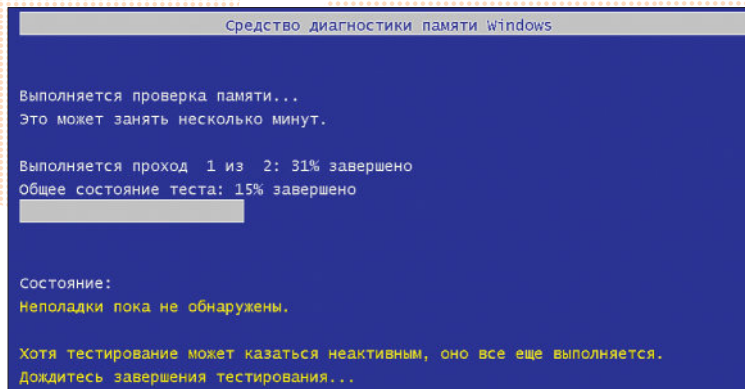 Средство диагностики памяти Windows
Выполняется проверка памяти...
Это может занять несколько минут.
Выполняется проход 1 из 2: 31% завершено
Общее состояние теста: 15% завершено
Состояние:
Неполадки пока не обнаружены.
Хотя тестирование может казаться неактивным, оно все еще выполняется.
Дождитесь завершения тестирования...